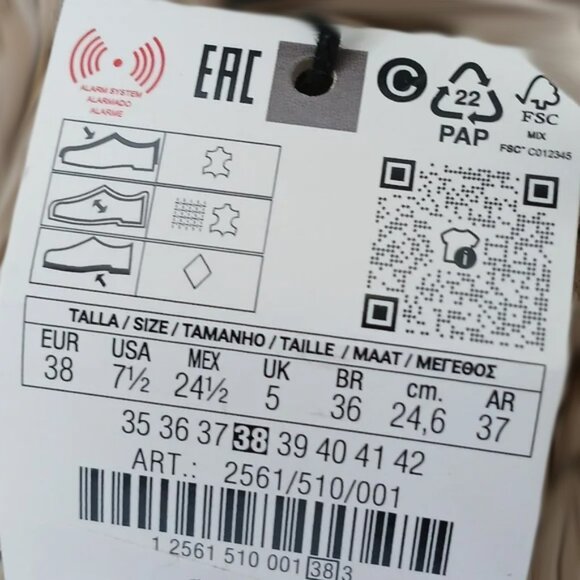 ALARM SYSTEM
ALARMADO
ALARME
EAC
C
22
PAP
FSC
MIX
FSC® C012345
i
TALLA / SIZE / TAMANHO / TAILLE / MAAT / ΜΕΓΕΘΟΣ
EUR USA MEX UK BR cm. AR
38 7½ 24½ 5 36 24,6 37
35 36 37 38 39 40 41 42
ART.: 2561/510/001
1 2561 510 001 38 3